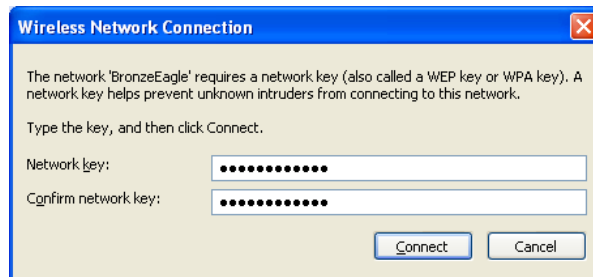 Wireless Network Connection
The network 'BronzeEagle' requires a network key (also called a WEP key or WPA key). A
network key helps prevent unknown intruders from connecting to this network.
Type the key, and then click Connect.
Network key: ●●●●●●●●●●●●
Confirm network key: ●●●●●●●●●●●●
Connect Cancel